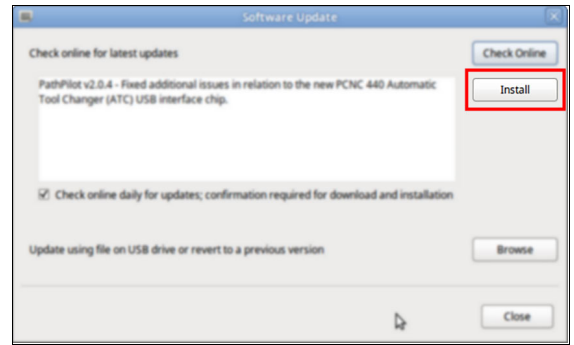 Software Update
Check online for latest updates
Check Online
PathPilot v2.0.4 - Fixed additional issues in relation to the new PCNC 440 Automatic
Tool Changer (ATC) USB interface chip.
Install
Check online daily for updates; confirmation required for download and installation
Update using file on USB drive or revert to a previous version
Browse
Close